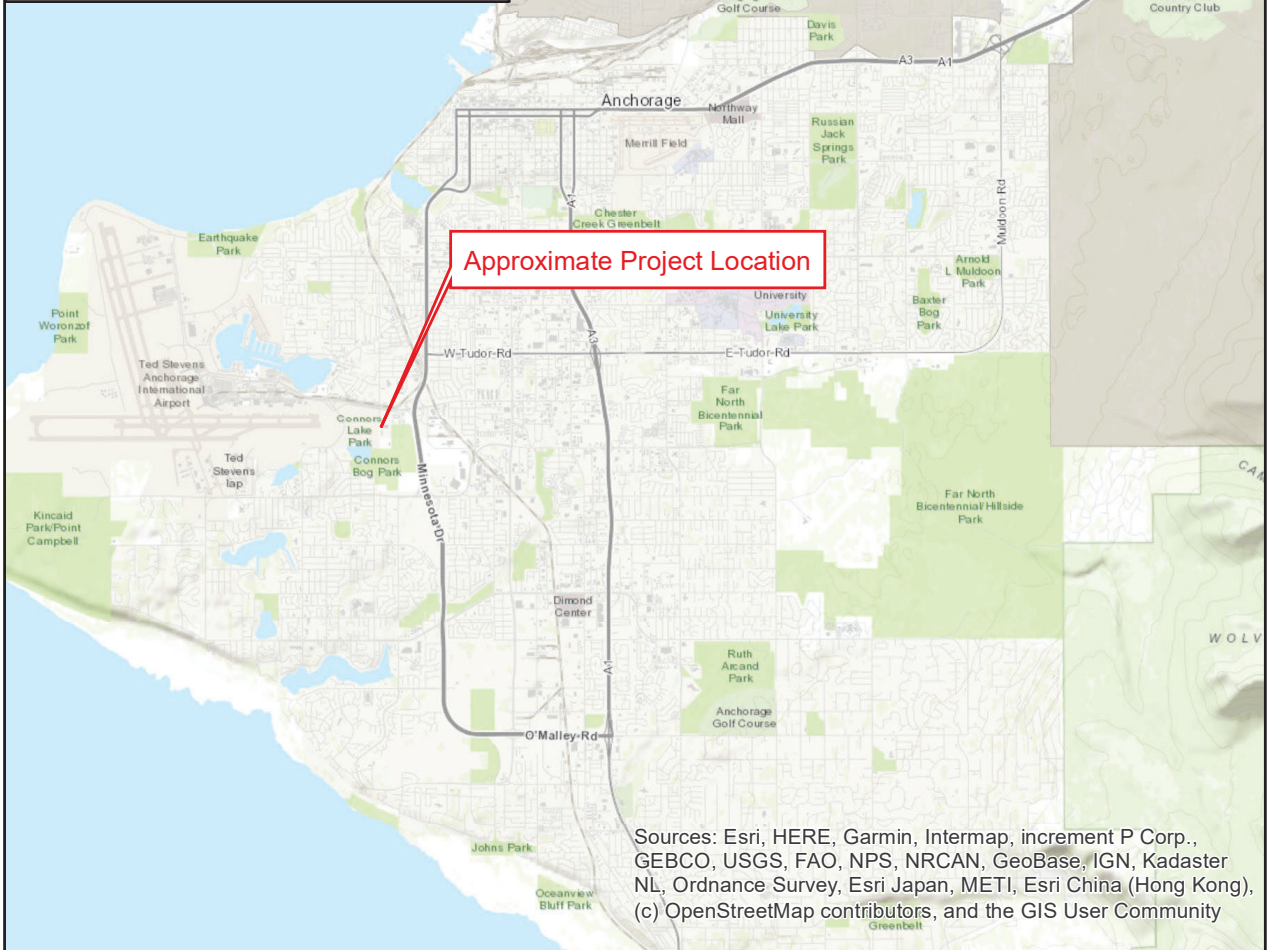 Golf Course
Country Club
Davis
Park
A3
A1
Anchorage
Northway
Mall
Merrill Field
Russian
Jack
Springs
Park
Muldoon Rd
A1
Chester
Creek Greenbelt
Earthquake
Park
Approximate Project Location
Arnold
L Muldoon
Park
University
University
Lake Park
Baxter
Bog
Park
Point
Woronzof
Park
A3
W-Tudor-Rd
E-Tudor-Rd
Ted Stevens
Anchorage
International
Airport
Far
North
Bicentennial
Park
Connors
Lake
Park
Connors
Bog Park
Ted
Stevens
Iap
Minnesota Dr
Kincaid
Park/Point
Campbell
Far North
Bicentennial/Hillside
Park
Dimond
Center
WOLV
A1
Ruth
Arcand
Park
Anchorage
Golf Course
O'Malley-Rd
Johns Park
Oceanview
Bluff Park
Sources: Esri, HERE, Garmin, Intermap, increment P Corp.,
GEBCO, USGS, FAO, NPS, NRCAN, GeoBase, IGN, Kadaster
NL, Ordnance Survey, Esri Japan, METI, Esri China (Hong Kong),
(c) OpenStreetMap contributors, and the GIS User Community
Greenbelt